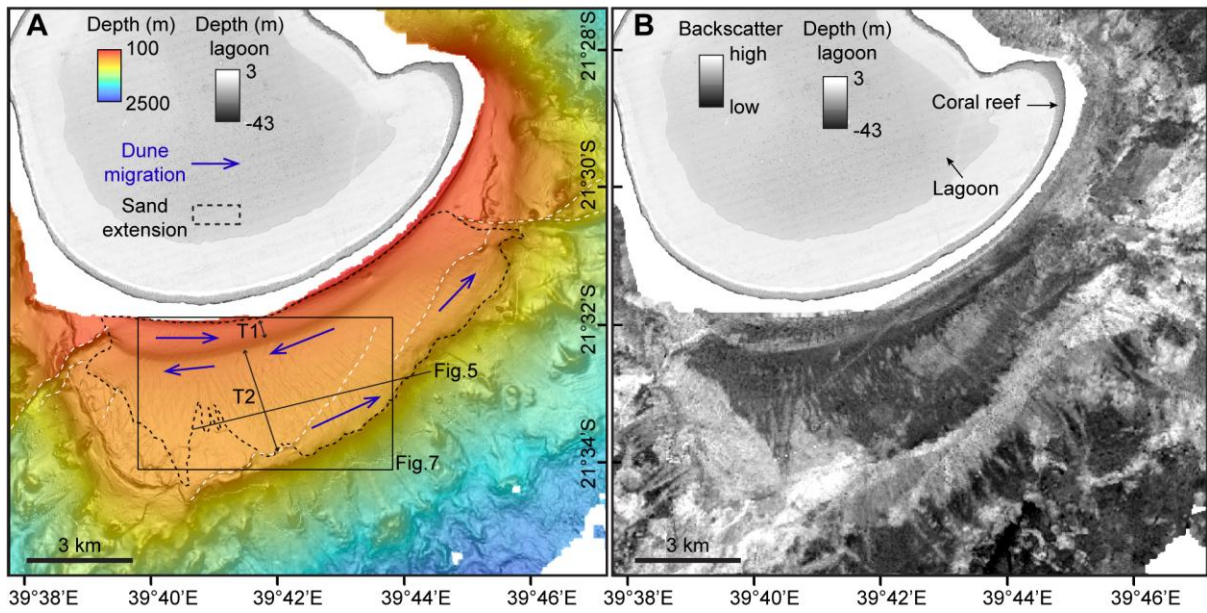 A
Depth (m)
100
2500
Depth (m)
lagoon
3
-43
Dune
migration
Sand
extension
T1
T2
Fig.5
Fig.7
3 km
B
Backscatter
high
low
Depth (m)
lagoon
3
-43
Coral reef
Lagoon
3 km
21°28'S
21°30'S
21°32'S
21°34'S
39°38'E
39°40'E
39°42'E
39°44'E
39°46'E
39°38'E
39°40'E
39°42'E
39°44'E
39°46'E